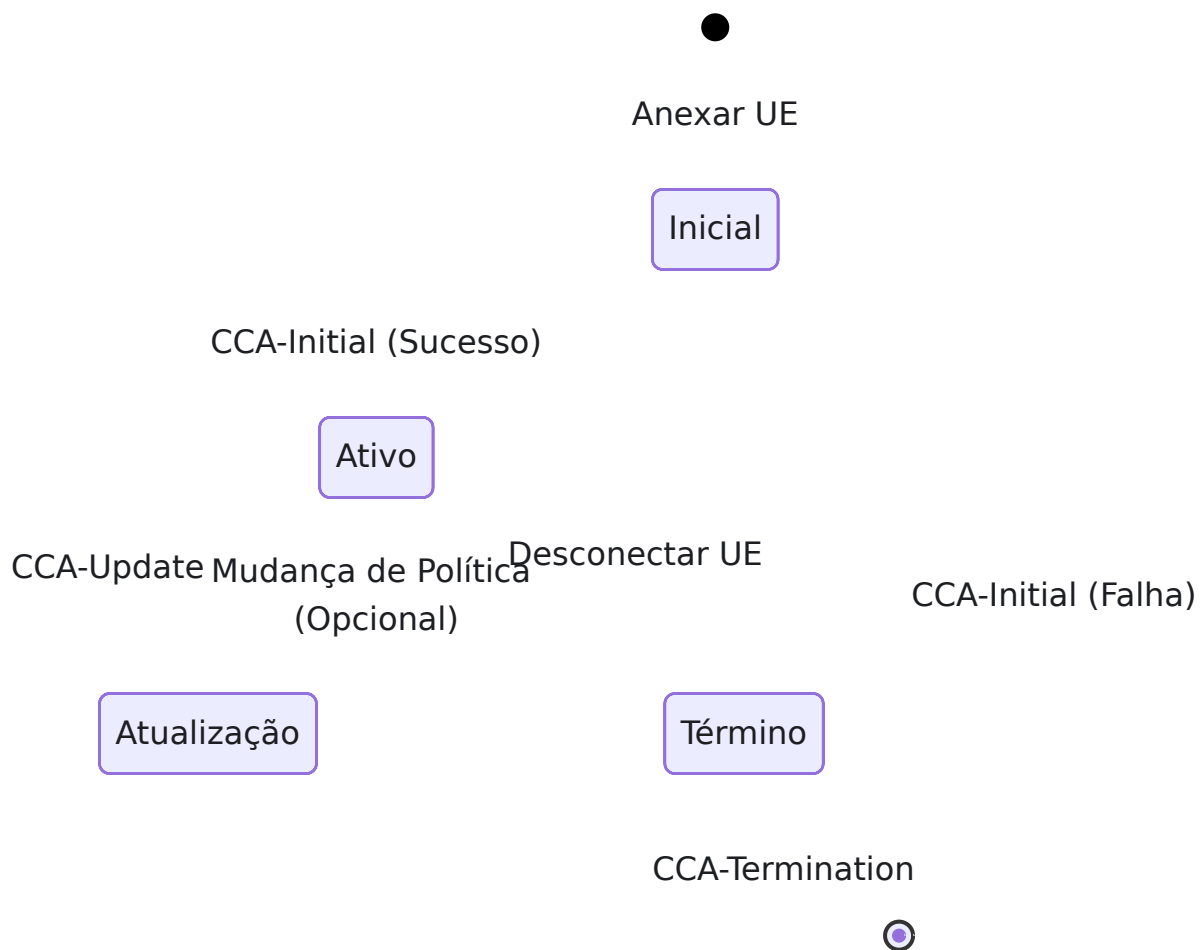 Anexar UE
Inicial
CCA-Initial (Sucesso)
Ativo
CCA-Update
Mudança de Política
(Opcional)
Desconectar UE
CCA-Initial (Falha)
Atualização
Término
CCA-Termination